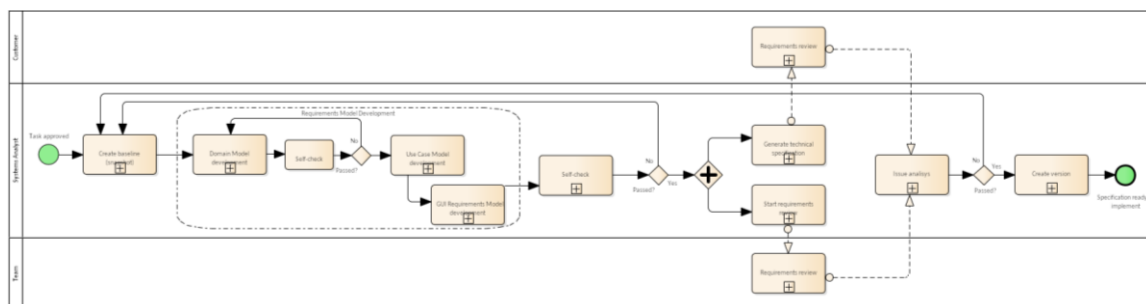 Customer
Requirements review
Systems Analyst
Requirements Model Development
Task approved
Create baseline
Domain Model
development
Self-check
No
Passed?
Use Case Model
development
GUI Requirements Model
development
Self-check
No
Passed?
Yes
Generate technical
specification
Start requirements
Issue analsys
No
Passed?
Yes
Create version
Specification ready
implement
Team
Requirements review